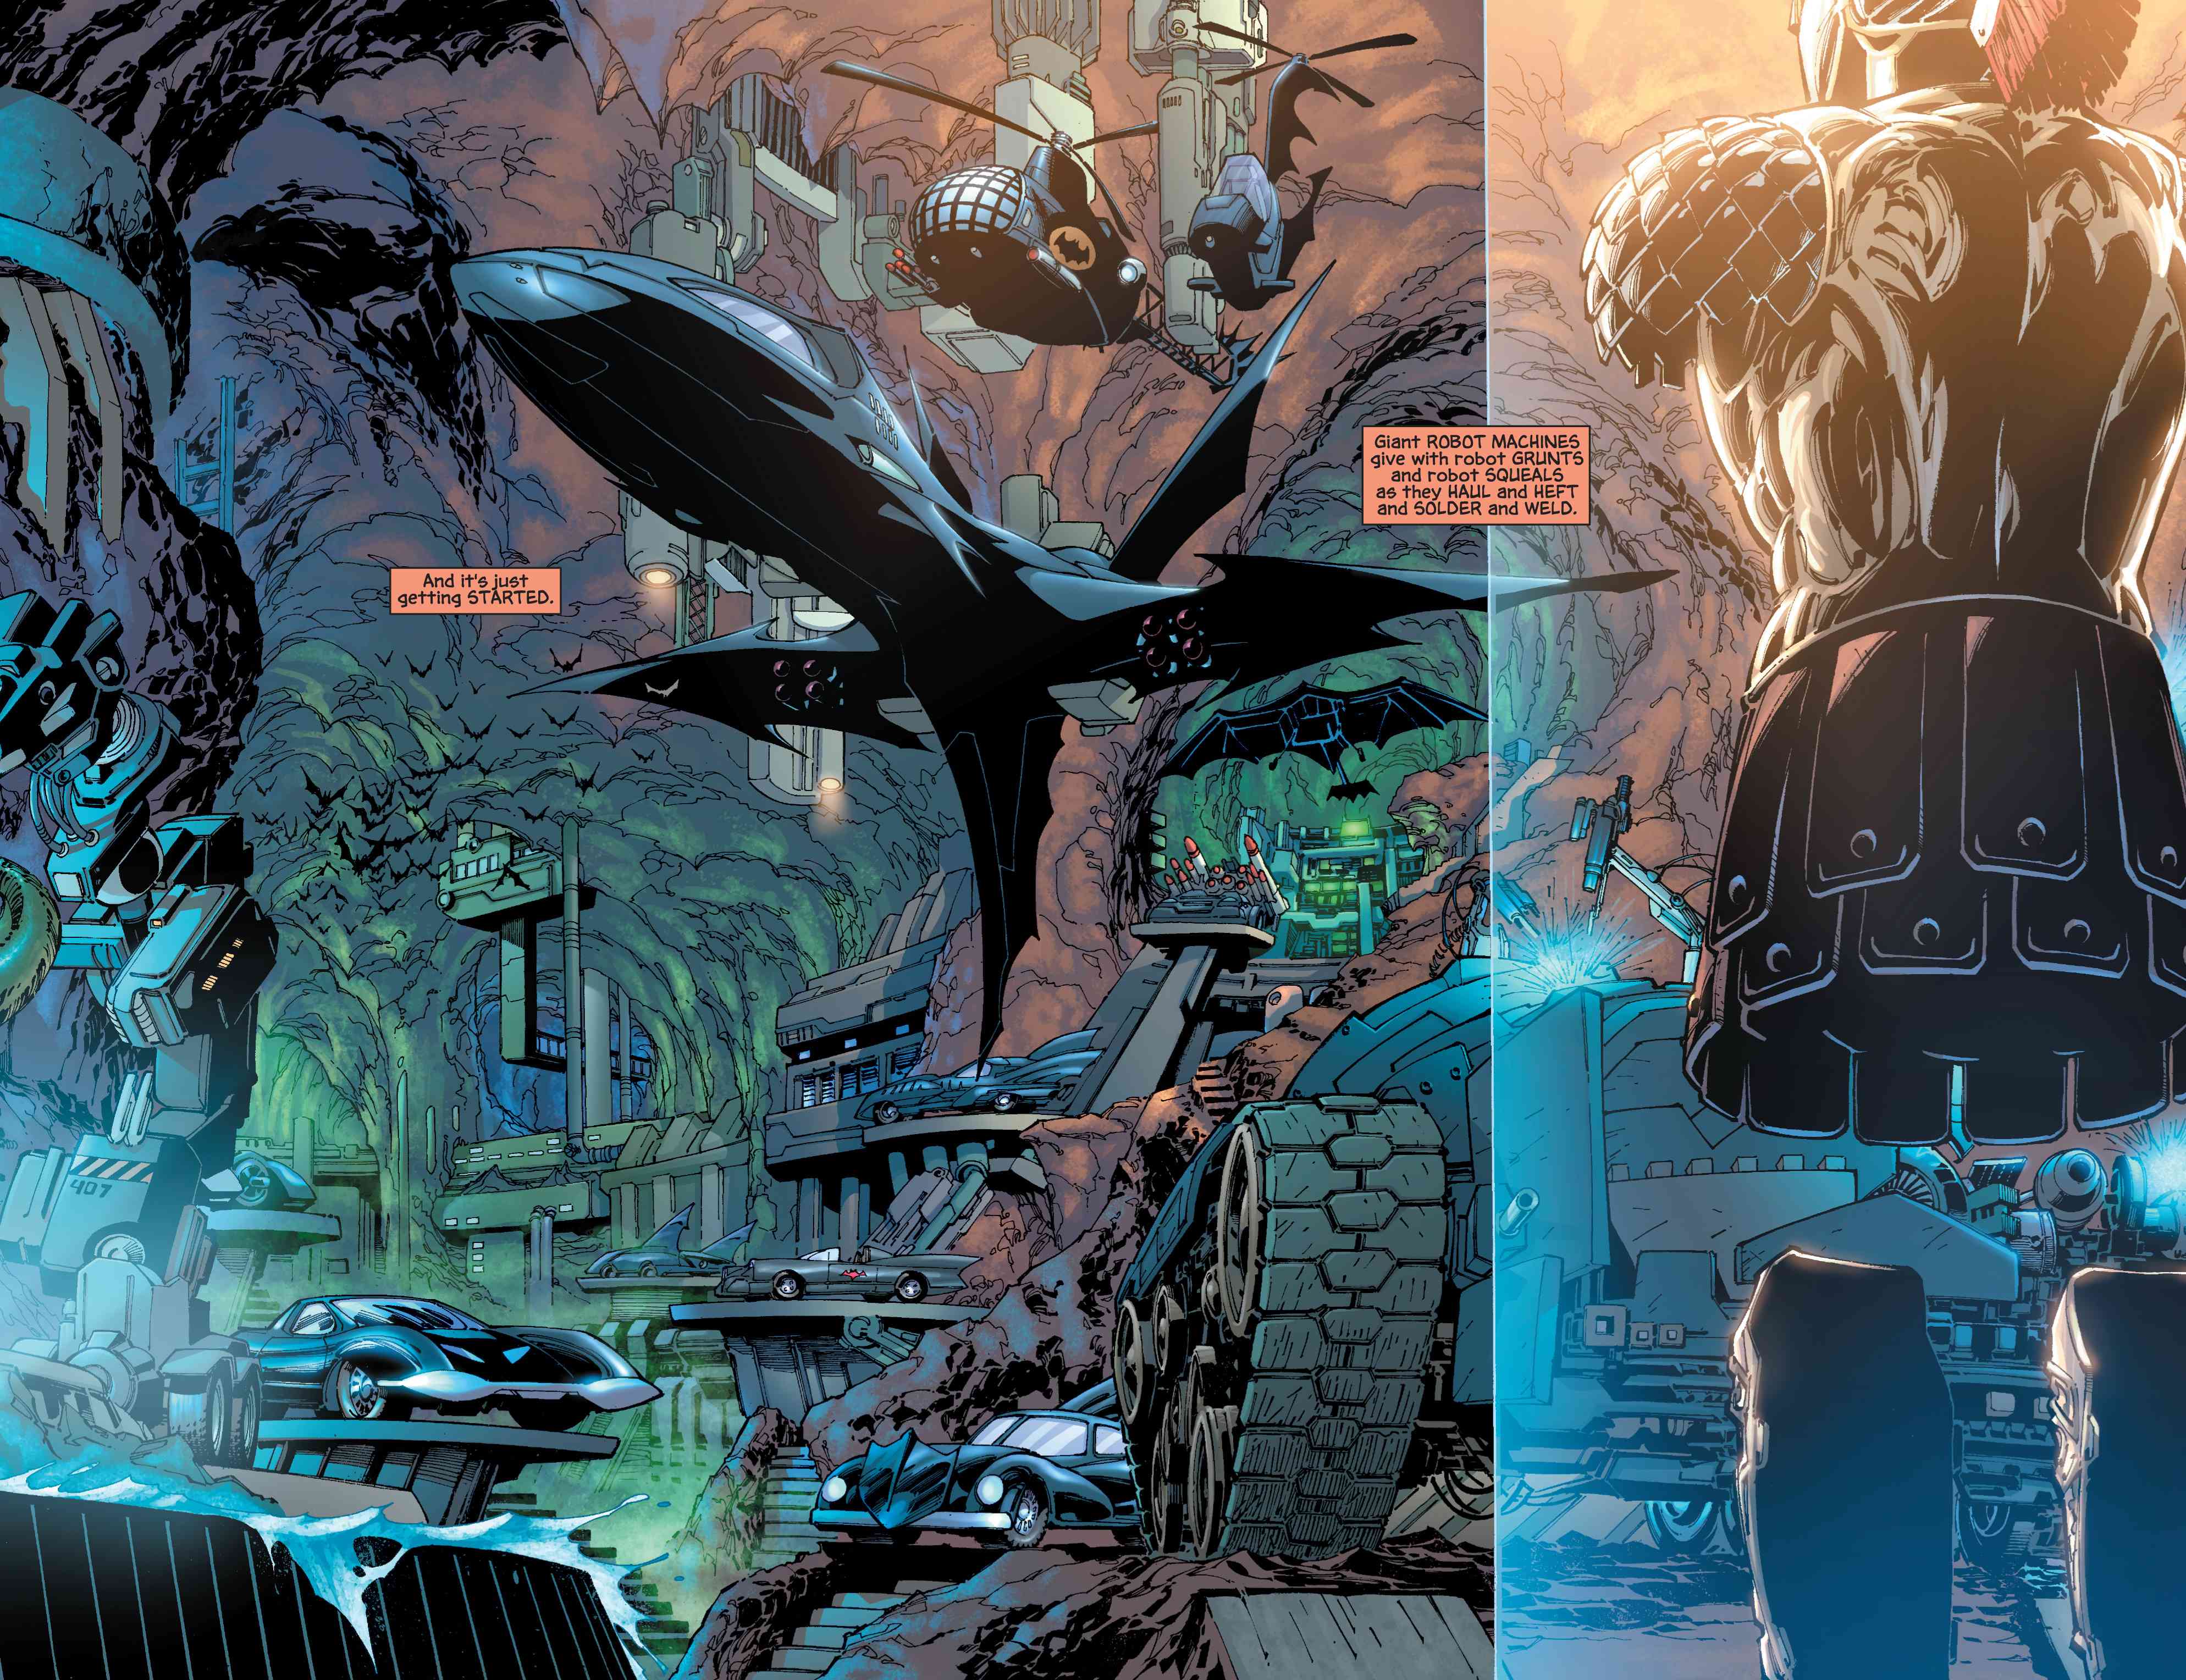 And it's just
getting STARTED.
Giant ROBOT MACHINES
give with robot GRUNTS
and robot SQUEALS
as they HAUL and HEFT
and SOLDER and WELD.
407